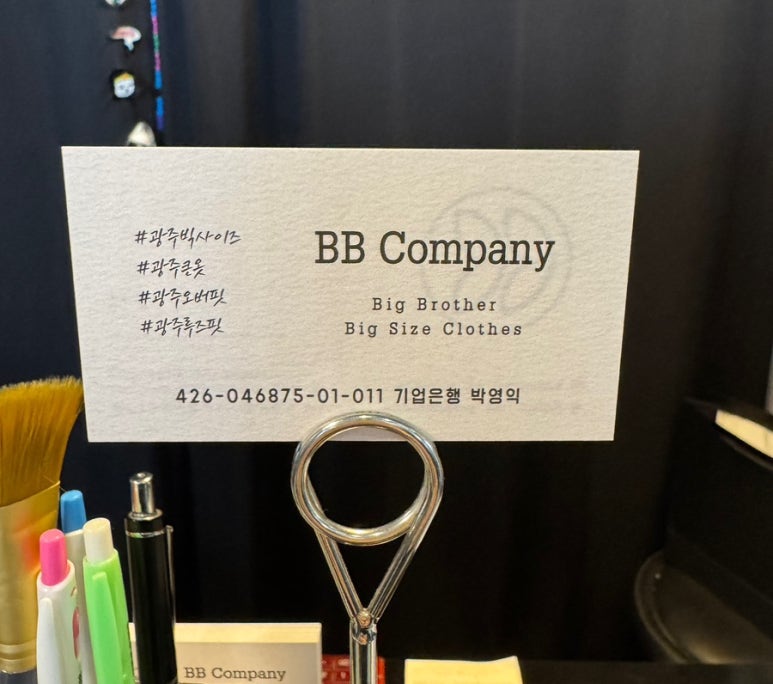 #광주빅사이즈
#광주큰옷
#광주오버핏
#광주루즈핏
BB Company
Big Brother
Big Size Clothes
426-046875-01-011 기업은행 박영익
BB Company